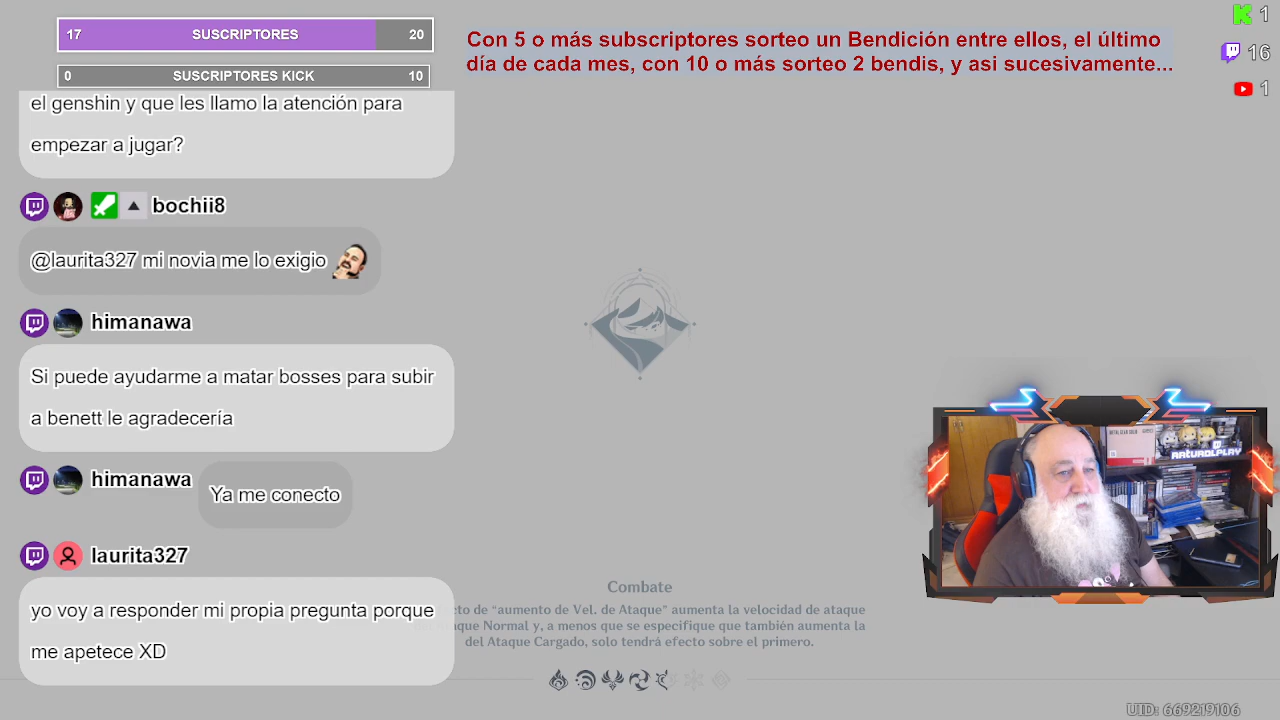 17 SUSCRIPTORES 20
0 SUSCRIPTORES KICK 10
Con 5 o más subscriptores sorteo un Bendición entre ellos, el último
día de cada mes, con 10 o más sorteo 2 bendis, y asi sucesivamente...
1
16
1
el genshin y que les llamo la atención para
empezar a jugar?
bochii8
@laurita327 mi novia me lo exigio
himanawa
Si puede ayudarme a matar bosses para subir
a benett le agradecería
himanawa
Ya me conecto
laurita327
yo voy a responder mi propia pregunta porque
me apetece XD
Combate
de "aumento de Vel. de Ataque" aumenta la velocidad de ataque
Normal y, a menos que se especifique que también aumenta la
del Ataque Cargado, solo tendrá efecto sobre el primero.
ARTUROLPLAY
UID: 669219106